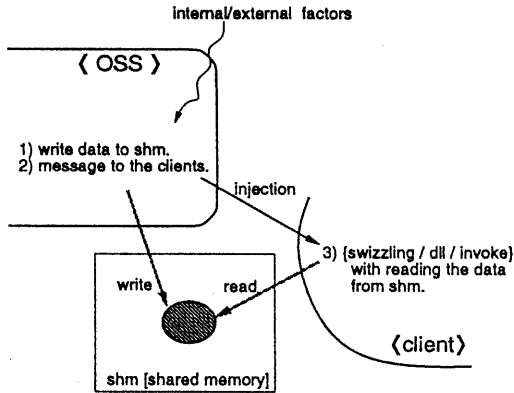 internal/external factors
〈 OSS 〉
1) write data to shm.
2) message to the clients.
injection
3) {swizzling / dll / invoke}
with reading the data
from shm.
write
read
〈client〉
shm [shared memory]